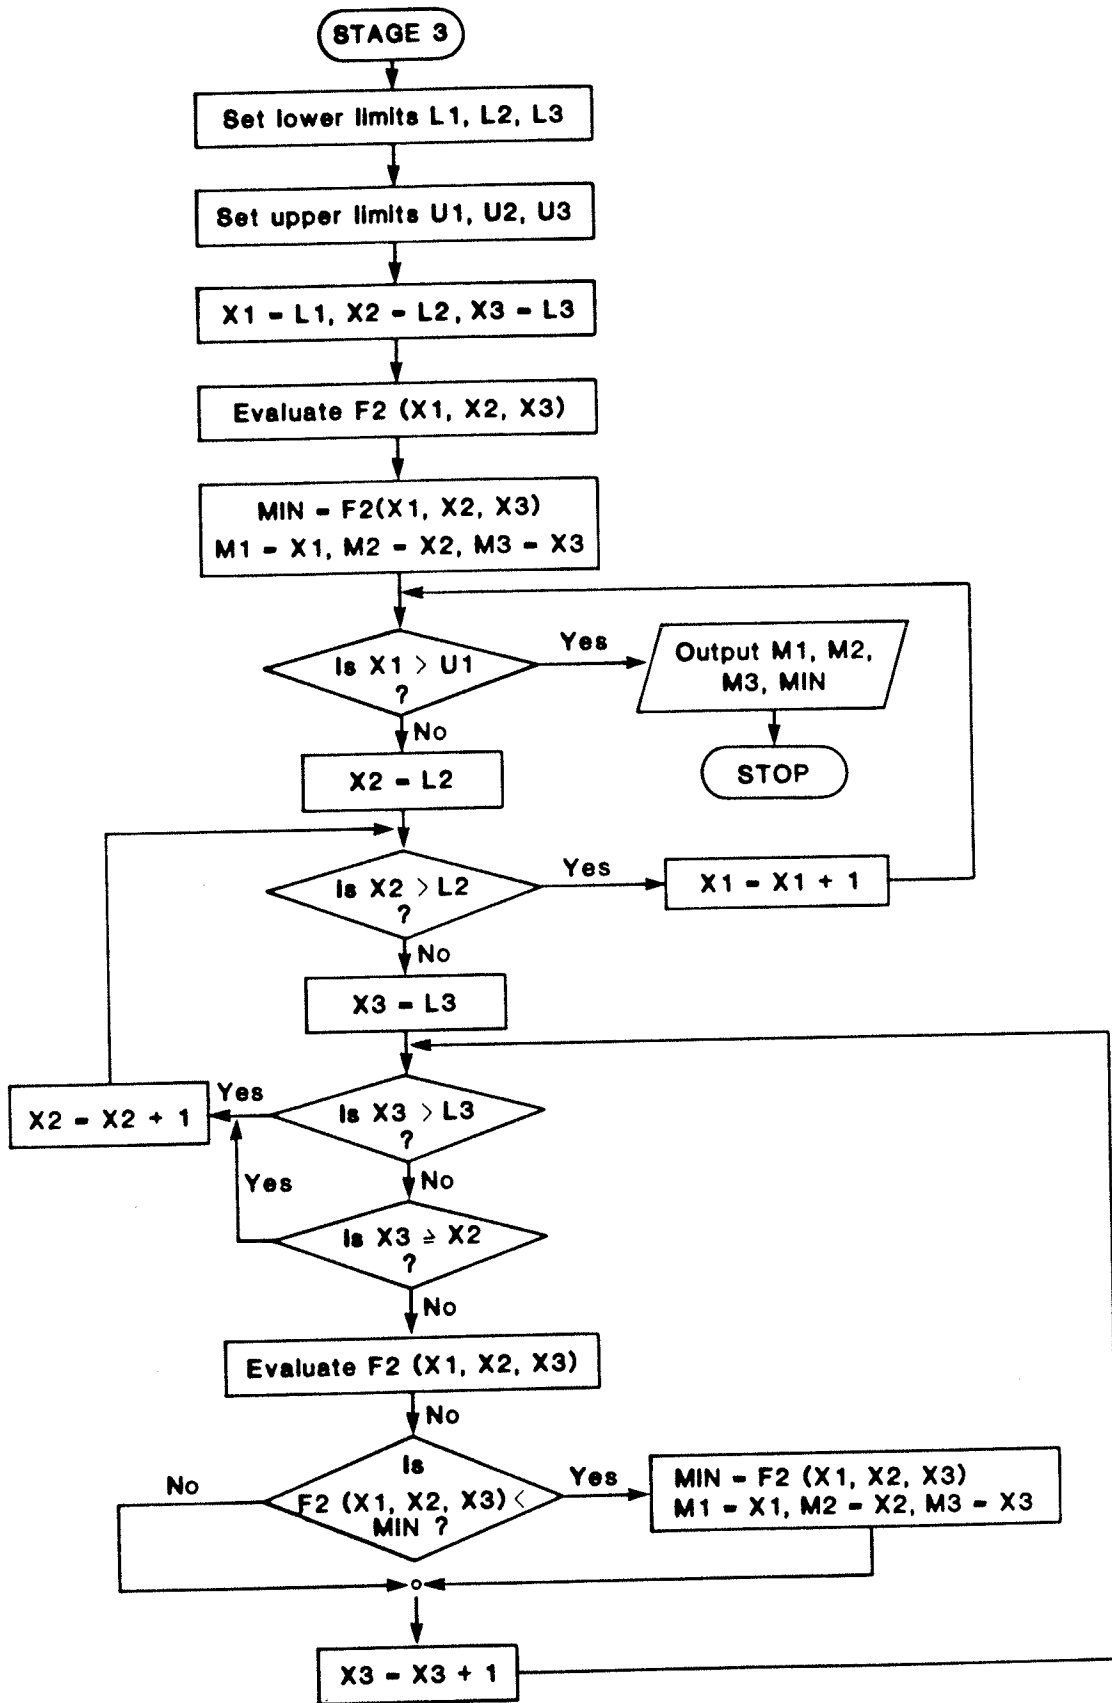 STAGE 3
Set lower limits L1, L2, L3
Set upper limits U1, U2, U3
X1 = L1, X2 = L2, X3 = L3
Evaluate F2 (X1, X2, X3)
MIN = F2(X1, X2, X3)
M1 = X1, M2 = X2, M3 = X3
Is X1 > U1
?
Yes
Output M1, M2,
M3, MIN
No
STOP
X2 = L2
Is X2 > L2
?
Yes
X1 = X1 + 1
No
X3 = L3
Is X3 > L3
?
Yes
X2 = X2 + 1
No
Yes
Is X3 ≥ X2
?
No
Evaluate F2 (X1, X2, X3)
No
Is
F2 (X1, X2, X3) <
MIN ?
No
Yes
MIN = F2 (X1, X2, X3)
M1 = X1, M2 = X2, M3 = X3
X3 = X3 + 1